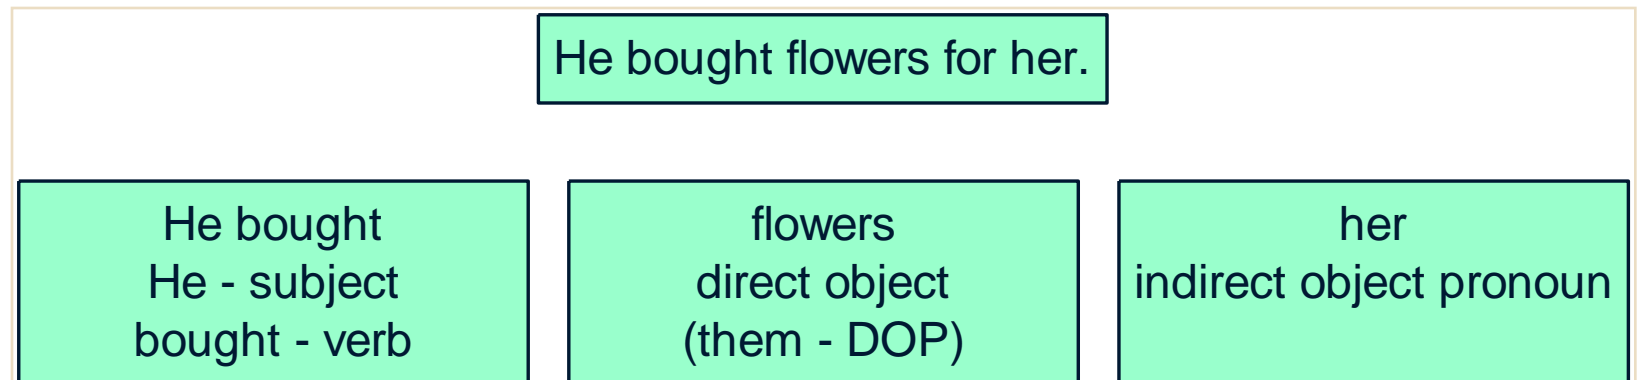 He bought flowers for her.
He bought
He - subject
bought - verb
flowers
direct object
(them - DOP)
her
indirect object pronoun